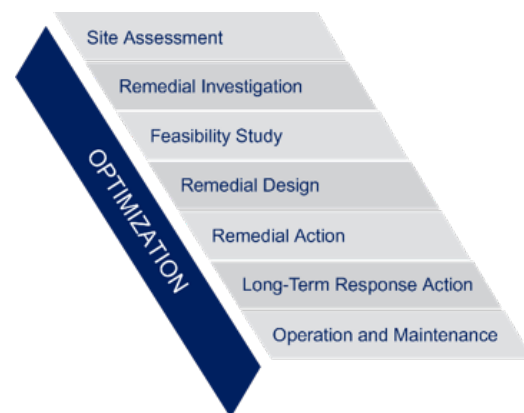 Site Assessment
Remedial Investigation
Feasibility Study
Remedial Design
Remedial Action
Long-Term Response Action
Operation and Maintenance
OPTIMIZATION